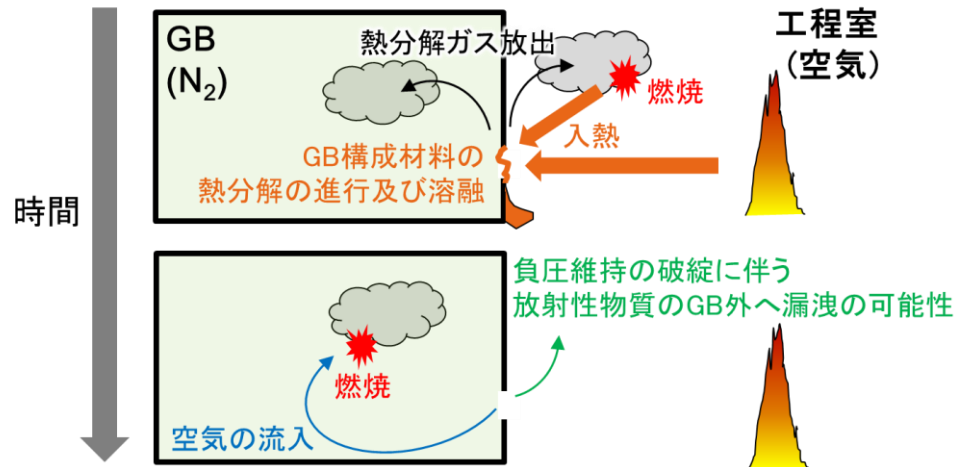 GB
(N₂)
熱分解ガス放出
工程室
(空気)
燃焼
入熱
GB構成材料の
熱分解の進行及び溶融
時間
負圧維持の破綻に伴う
放射性物質のGB外へ漏洩の可能性
燃焼
空気の流入